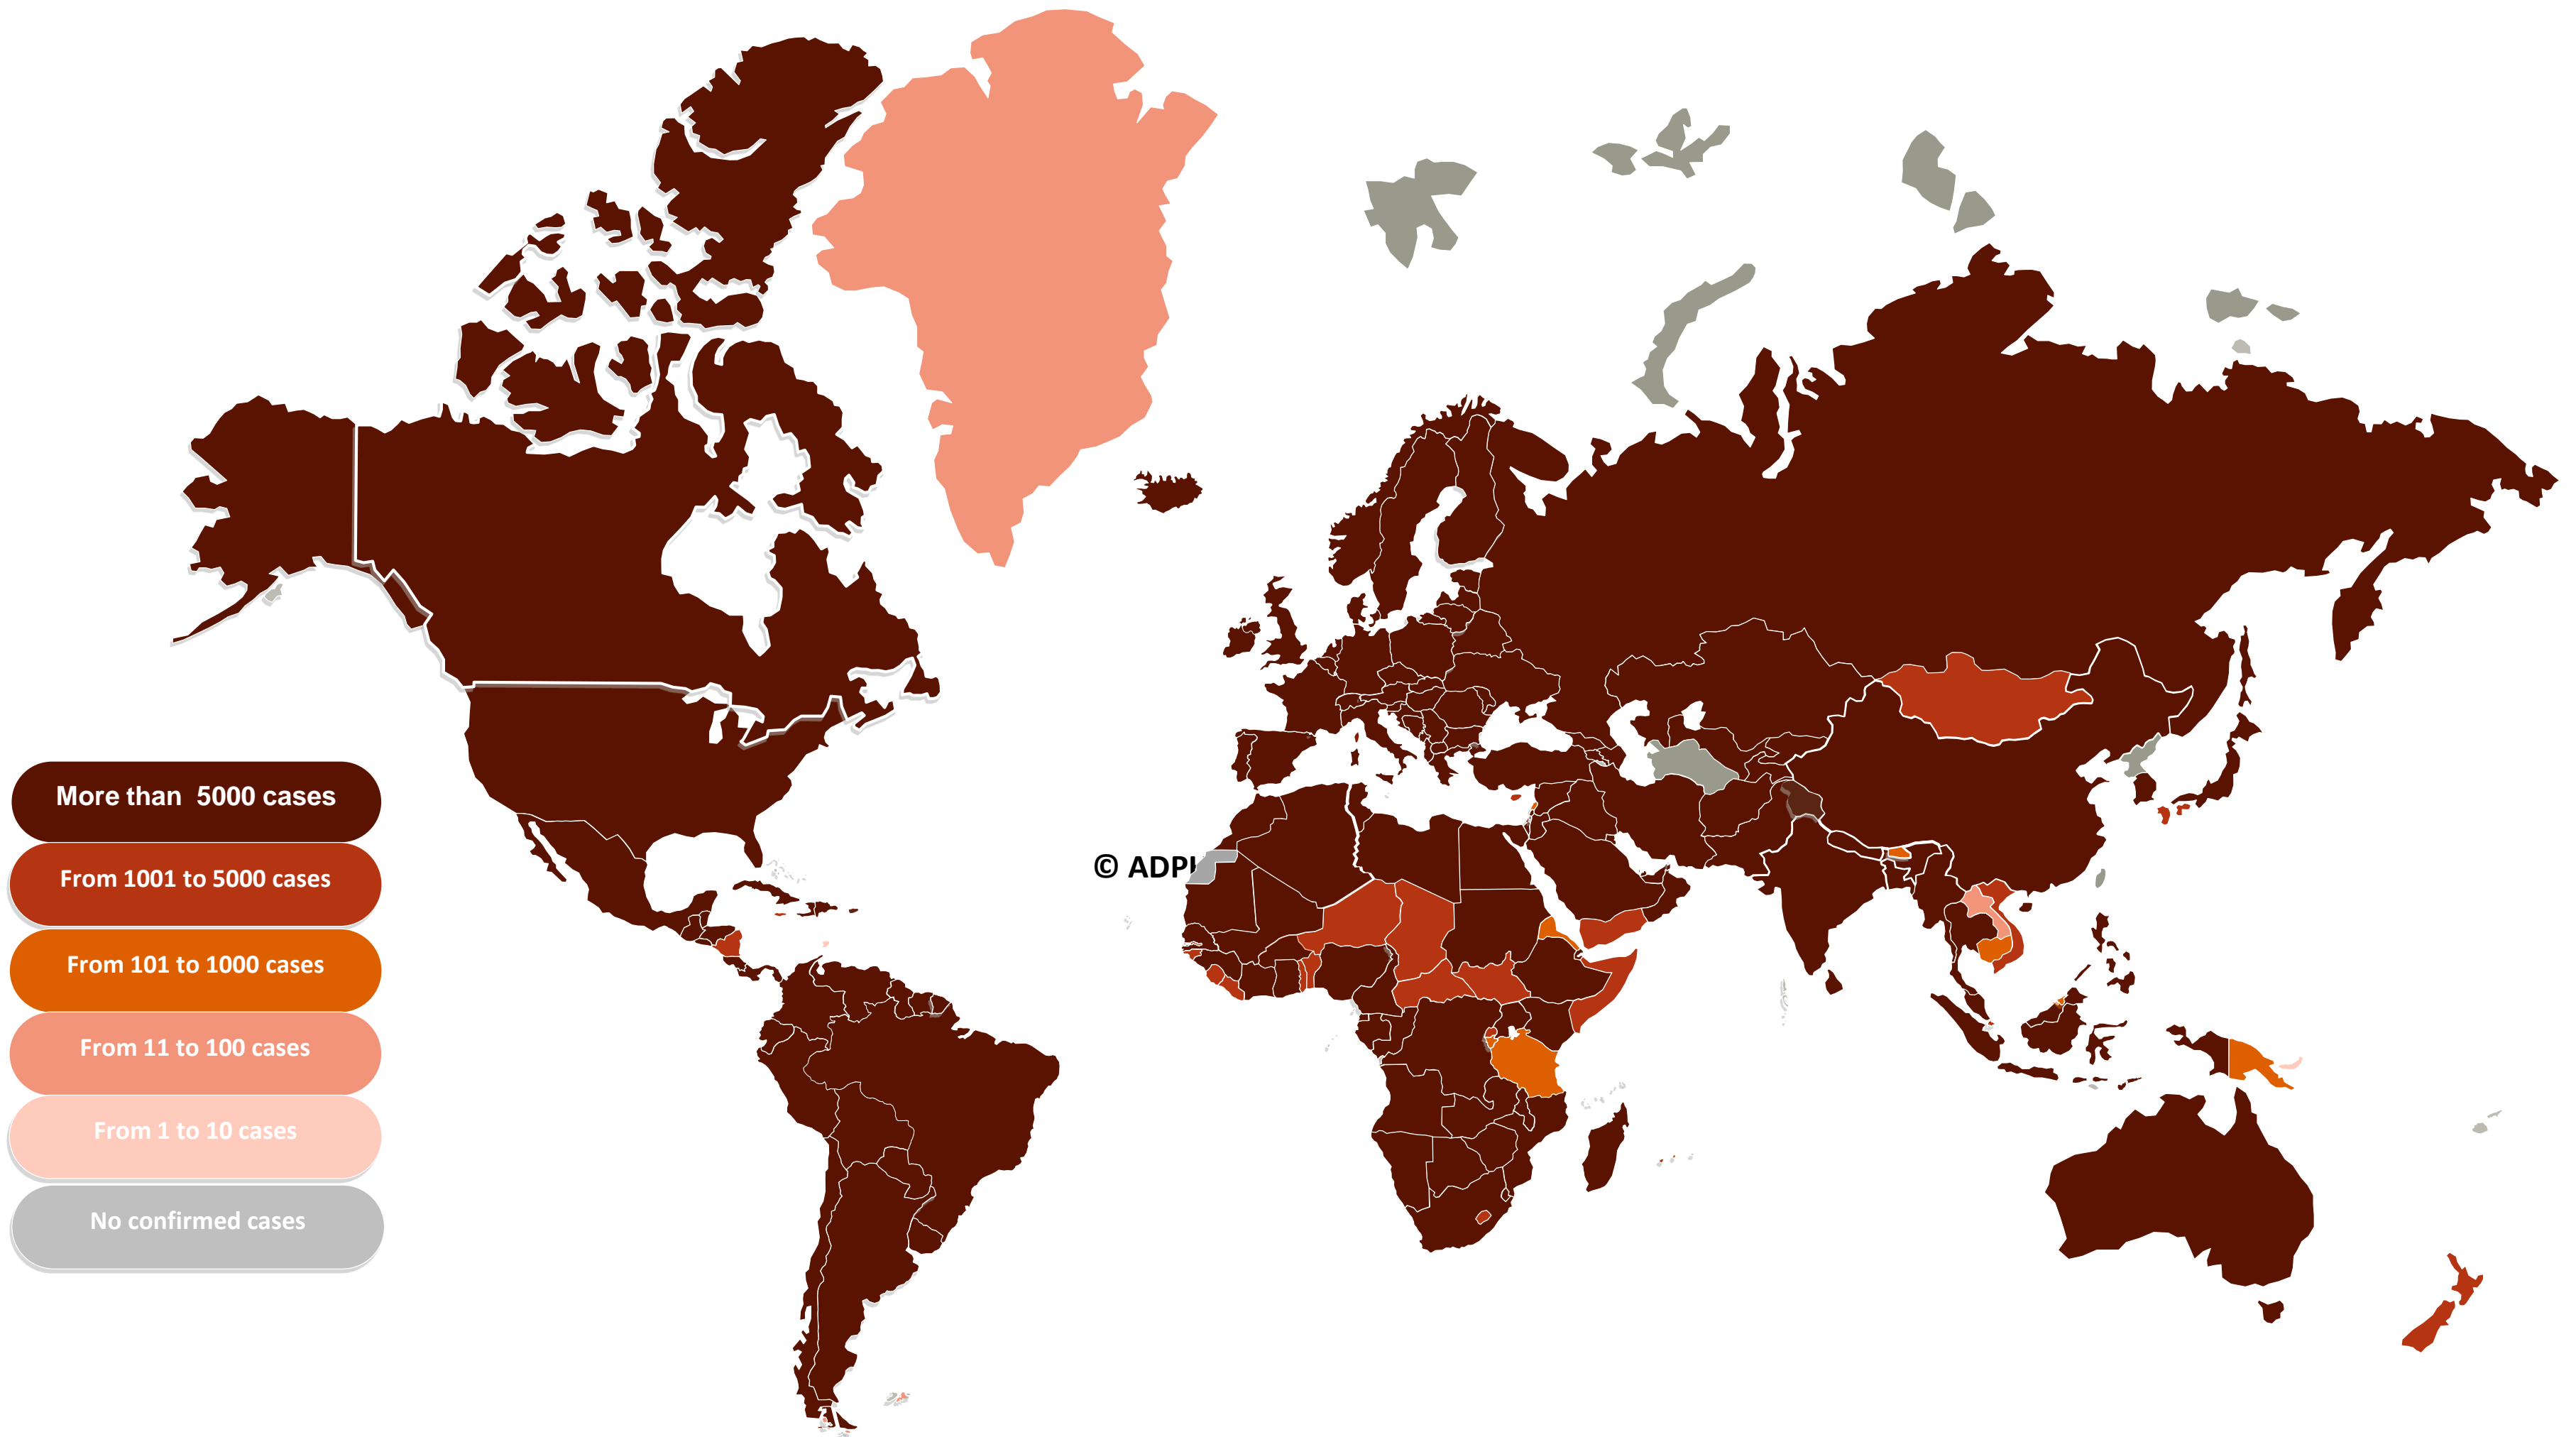 © ADPH
More than 5000 cases
From 1001 to 5000 cases
From 101 to 1000 cases
From 11 to 100 cases
From 1 to 10 cases
No confirmed cases